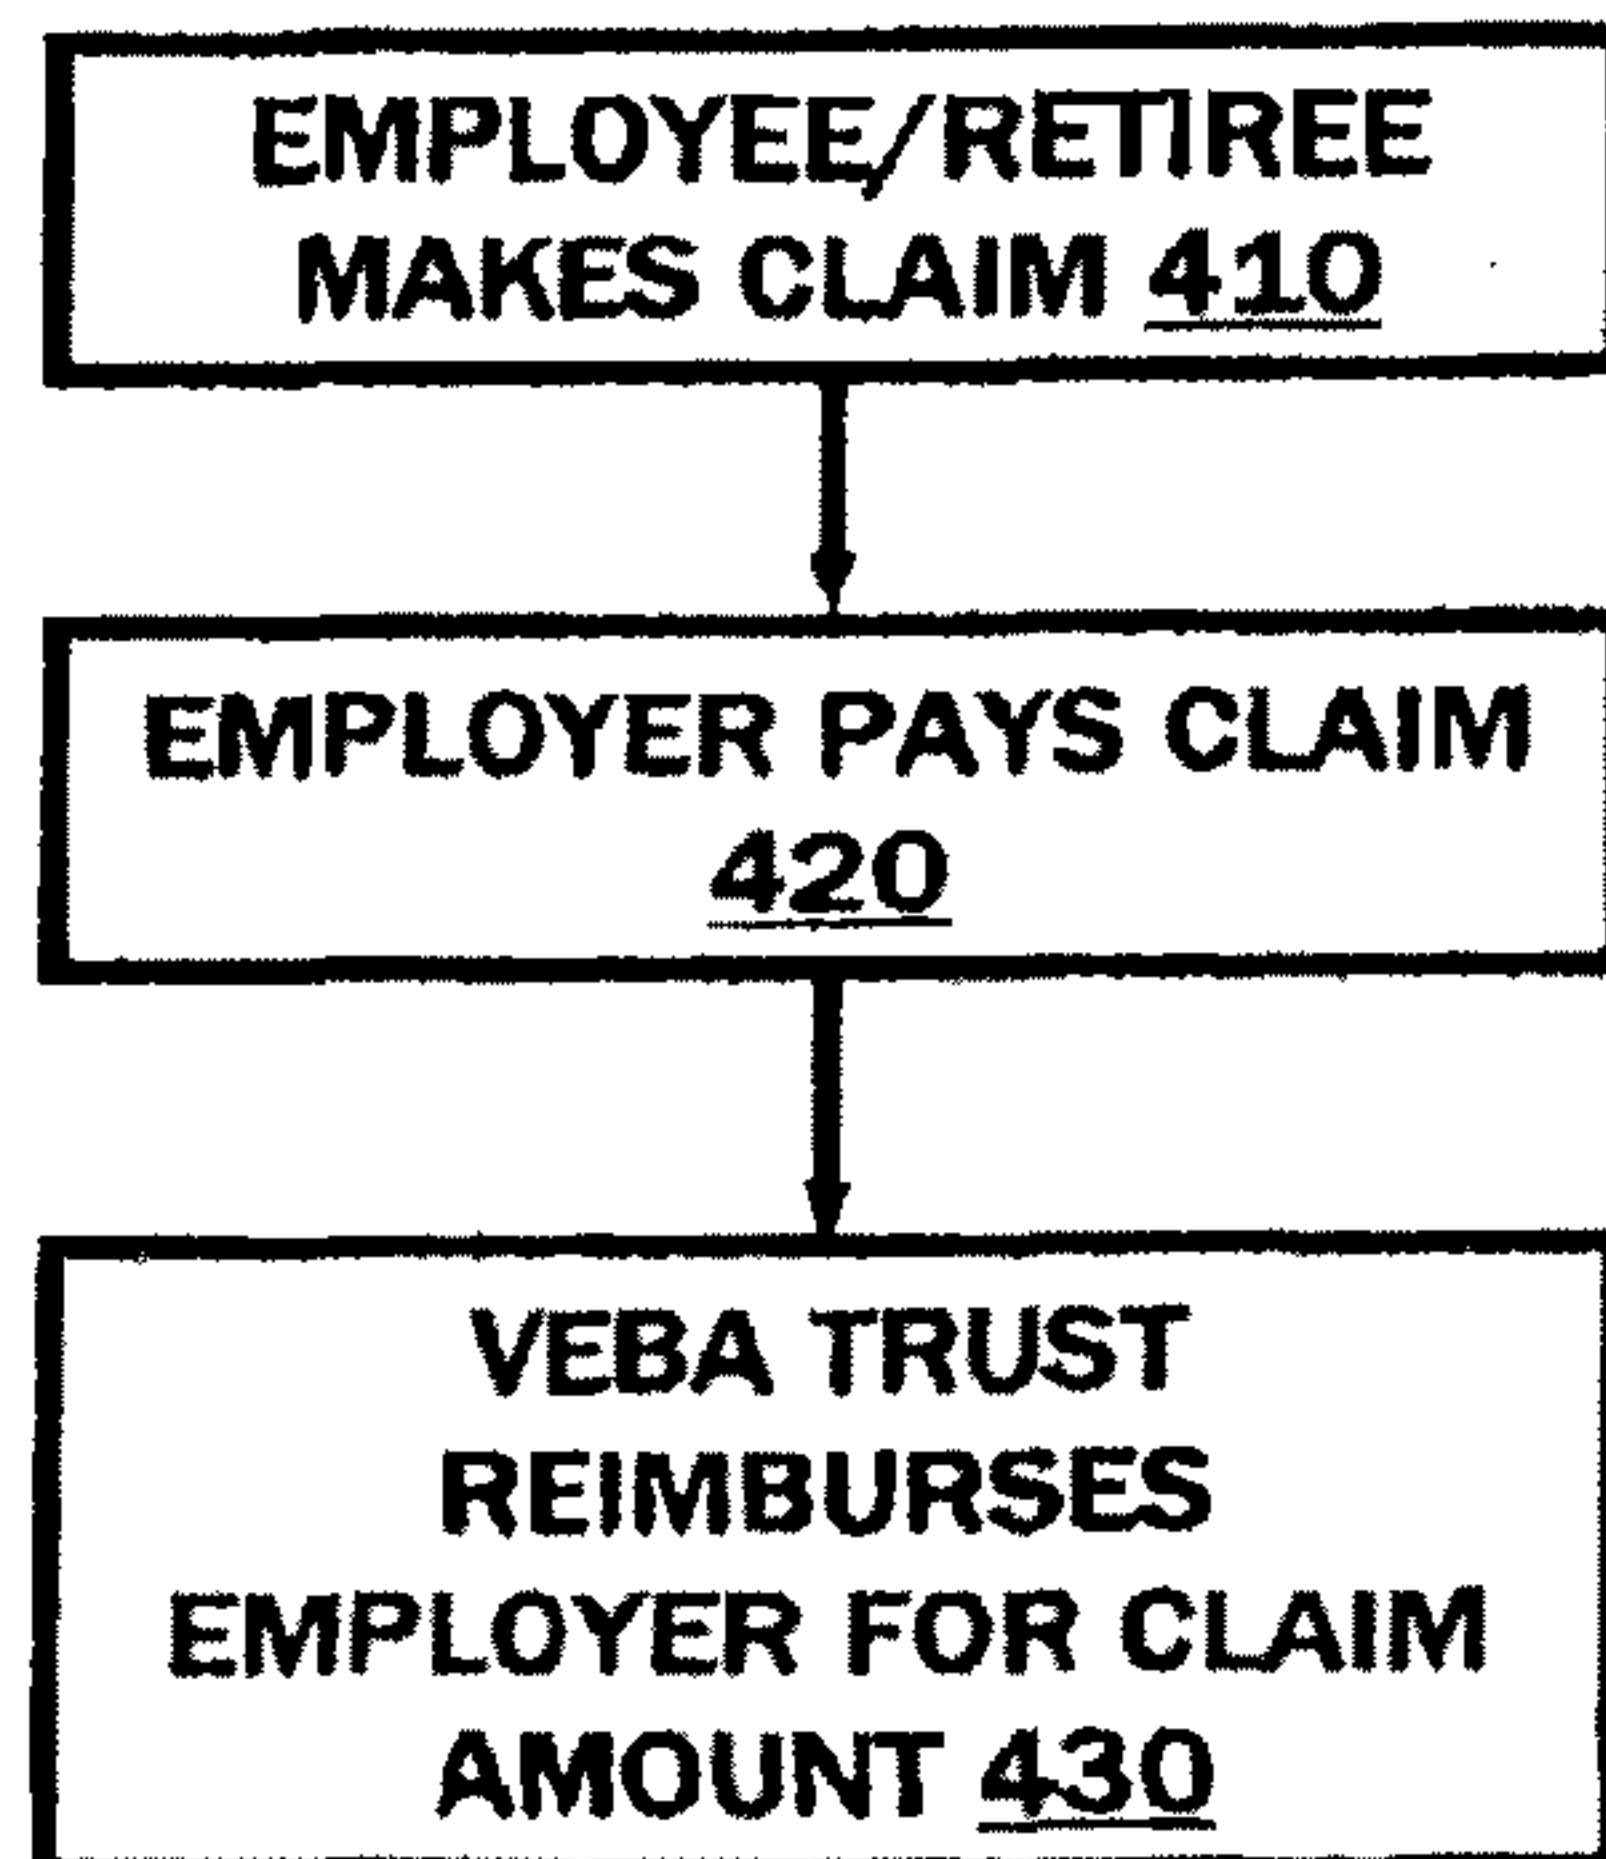 EMPLOYEE/RETIREE
MAKES CLAIM 410
EMPLOYER PAYS CLAIM
420
VEBA TRUST
REIMBURSES
EMPLOYER FOR CLAIM
AMOUNT 430